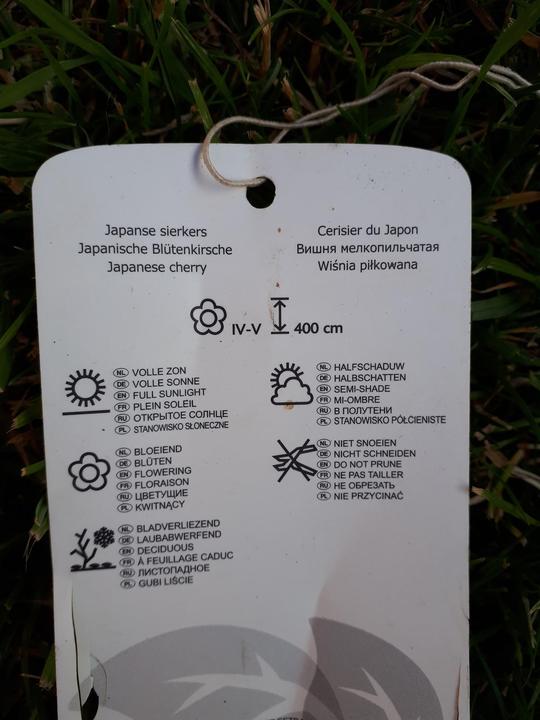 Japanse sierkers
Japanische Blütenkirsche
Japanese cherry
Cerisier du Japon
Вишня мелкопильчатая
Wiśnia piłkowana
IV-V 400 cm
NL VOLLE ZON
DE VOLLE SONNE
EN FULL SUNLIGHT
FR PLEIN SOLEIL
RU ОТКРЫТОЕ СОЛНЦЕ
PL STANOWISKO SŁONECZNE
NL HALFSCHADUW
DE HALBSCHATTEN
EN SEMI-SHADE
FR MI-OMBRE
RU В ПОЛУТЕНИ
PL STANOWISKO PÓŁCIENISTE
NL BLOEIEND
DE BLÜTEN
EN FLOWERING
FR FLORAISON
RU ЦВЕТУЩИЕ
PL KWITNĄCY
NL NIET SNOEIEN
DE NICHT SCHNEIDEN
EN DO NOT PRUNE
FR NE PAS TAILLER
RU НЕ ОБРЕЗАТЬ
PL NIE PRZYCINAĆ
NL BLADVERLIEZEND
DE LAUBABWERFEND
EN DECIDUOUS
FR À FEUILLAGE CADUC
RU ЛИСТОПАДНОЕ
PL GUBI LIŚCIE